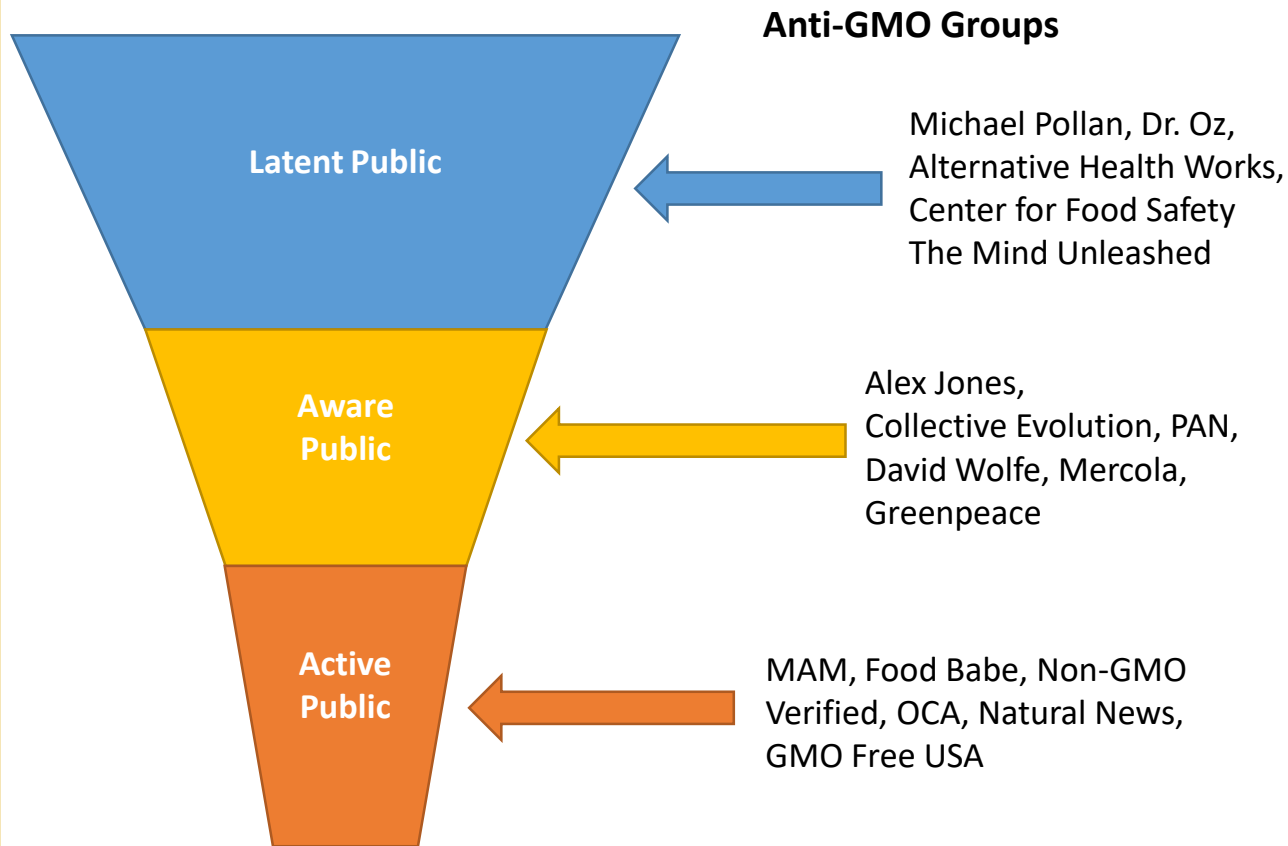 Anti-GMO Groups
Latent Public
Michael Pollan, Dr. Oz,
Alternative Health Works,
Center for Food Safety
The Mind Unleashed
Aware
Public
Alex Jones,
Collective Evolution, PAN,
David Wolfe, Mercola,
Greenpeace
Active
Public
MAM, Food Babe, Non-GMO
Verified, OCA, Natural News,
GMO Free USA